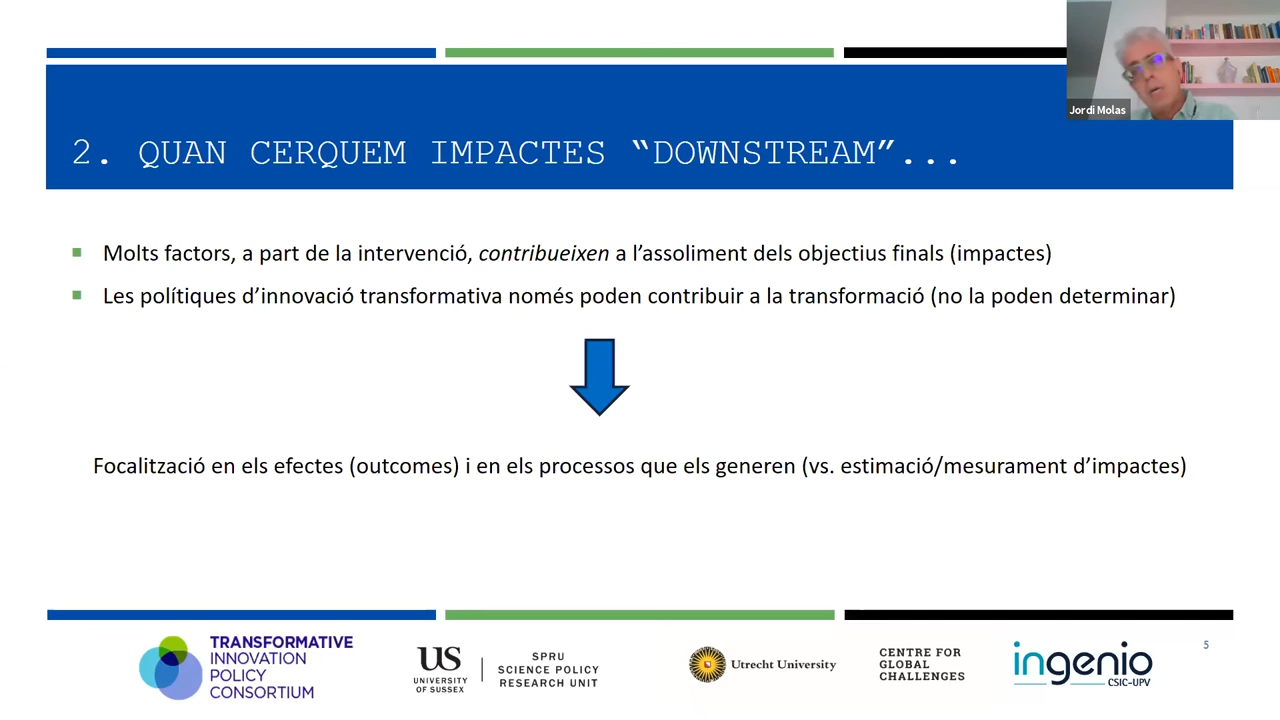 Jordi Molas
2. QUAN CERQUEM IMPACTES “DOWNSTREAM”...
Molts factors, a part de la intervenció, contribueixen a l’assoliment dels objectius finals (impactes)
Les polítiques d’innovació transformativa només poden contribuir a la transformació (no la poden determinar)
Focalització en els efectes (outcomes) i en els processos que els generen (vs. estimació/mesurament d’impactes)
TRANSFORMATIVE
INNOVATION
POLICY
CONSORTIUM
US
UNIVERSITY
OF SUSSEX
SPRU
SCIENCE POLICY
RESEARCH UNIT
Utrecht University
CENTRE FOR
GLOBAL
CHALLENGES
ingenio
CSIC-UPV
5